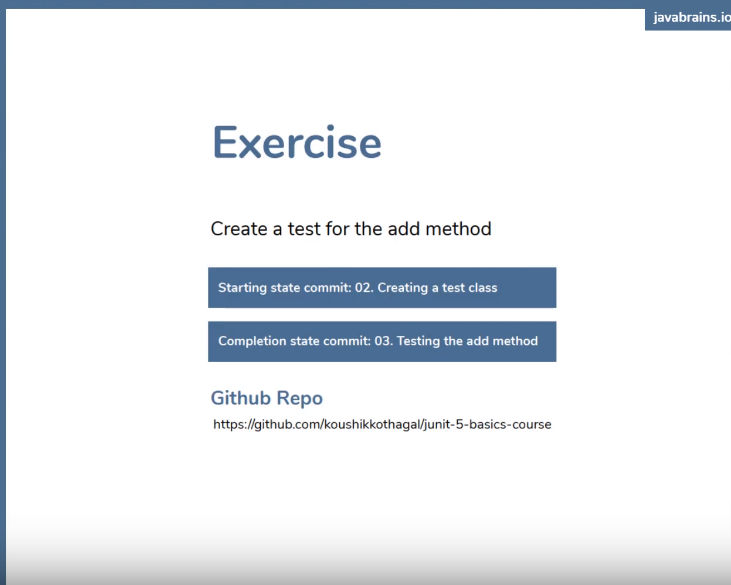 javabrains.io
Exercise
Create a test for the add method
Starting state commit: 02. Creating a test class
Completion state commit: 03. Testing the add method
Github Repo
https://github.com/koushikkothagal/junit-5-basics-course